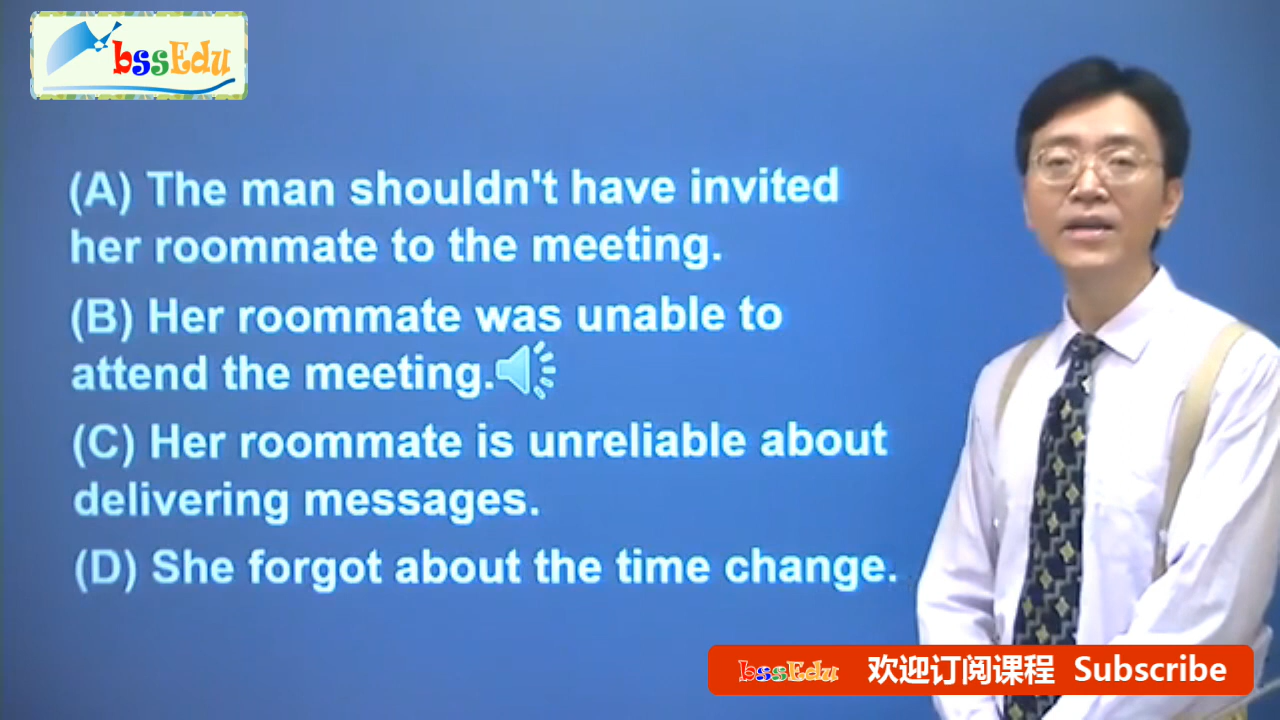 bssEdu
(A) The man shouldn't have invited
her roommate to the meeting.
(B) Her roommate was unable to
attend the meeting.
(C) Her roommate is unreliable about
delivering messages.
(D) She forgot about the time change.
bssEdu 欢迎订阅课程 Subscribe